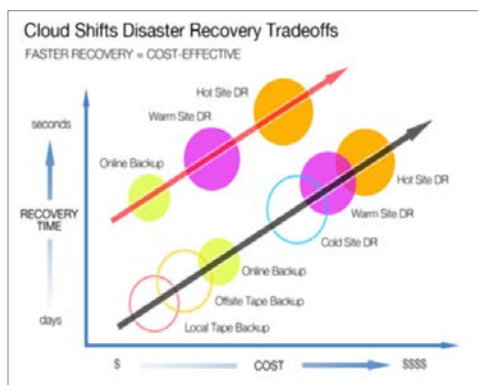 Cloud Shifts Disaster Recovery Tradeoffs
FASTER RECOVERY = COST-EFFECTIVE
Hot Site DR
Warm Site DR
seconds
Online Backup
Hot Site DR
RECOVERY
TIME
Warm Site DR
Cold Site DR
Online Backup
Offsite Tape Backup
days
Local Tape Backup
$ COST $$$$